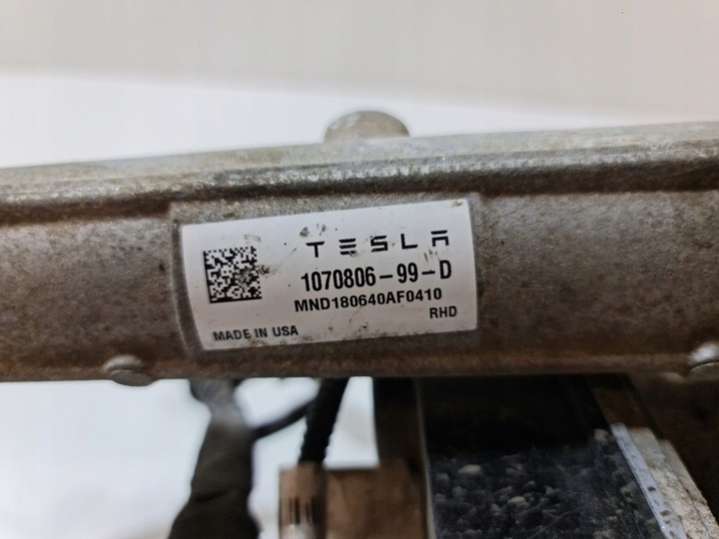 TESLA
1070806-99-D
MND180640AF0410
RHD
MADE IN USA